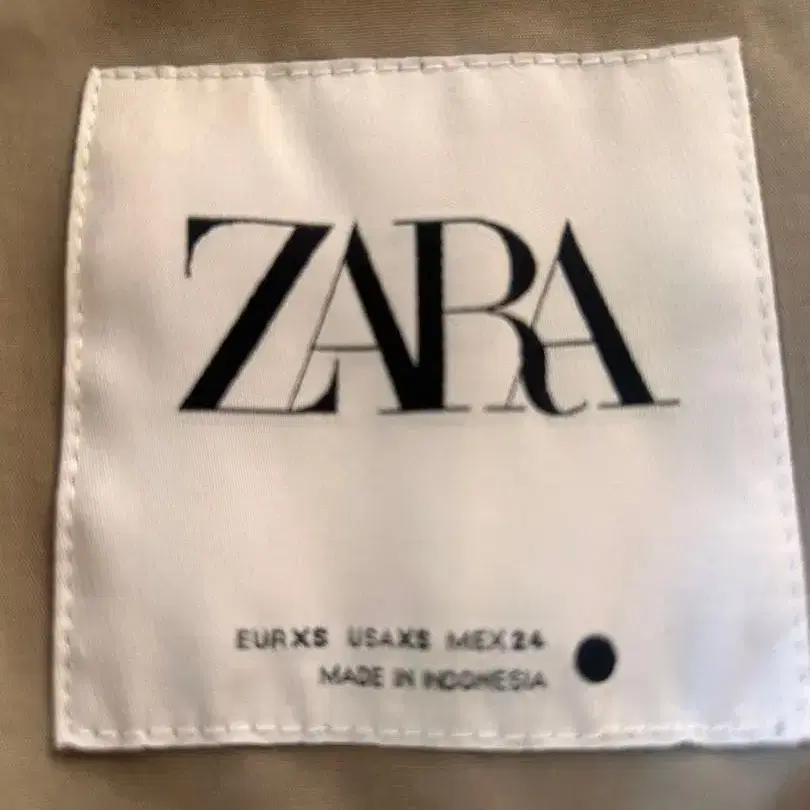 ZARA
EUR XS USA XS MEX 24
MADE IN INDONESIA